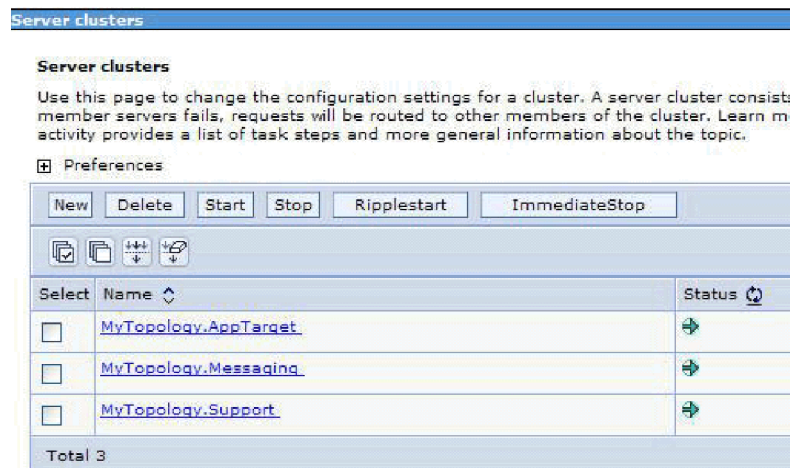 Server clusters
Server clusters
Use this page to change the configuration settings for a cluster. A server cluster consists
member servers fails, requests will be routed to other members of the cluster. Learn m
activity provides a list of task steps and more general information about the topic.
Preferences
New Delete Start Stop Ripplestart ImmediateStop
Select Name Status
MyTopology.AppTarget
MyTopology.Messaging
MyTopology.Support
Total 3